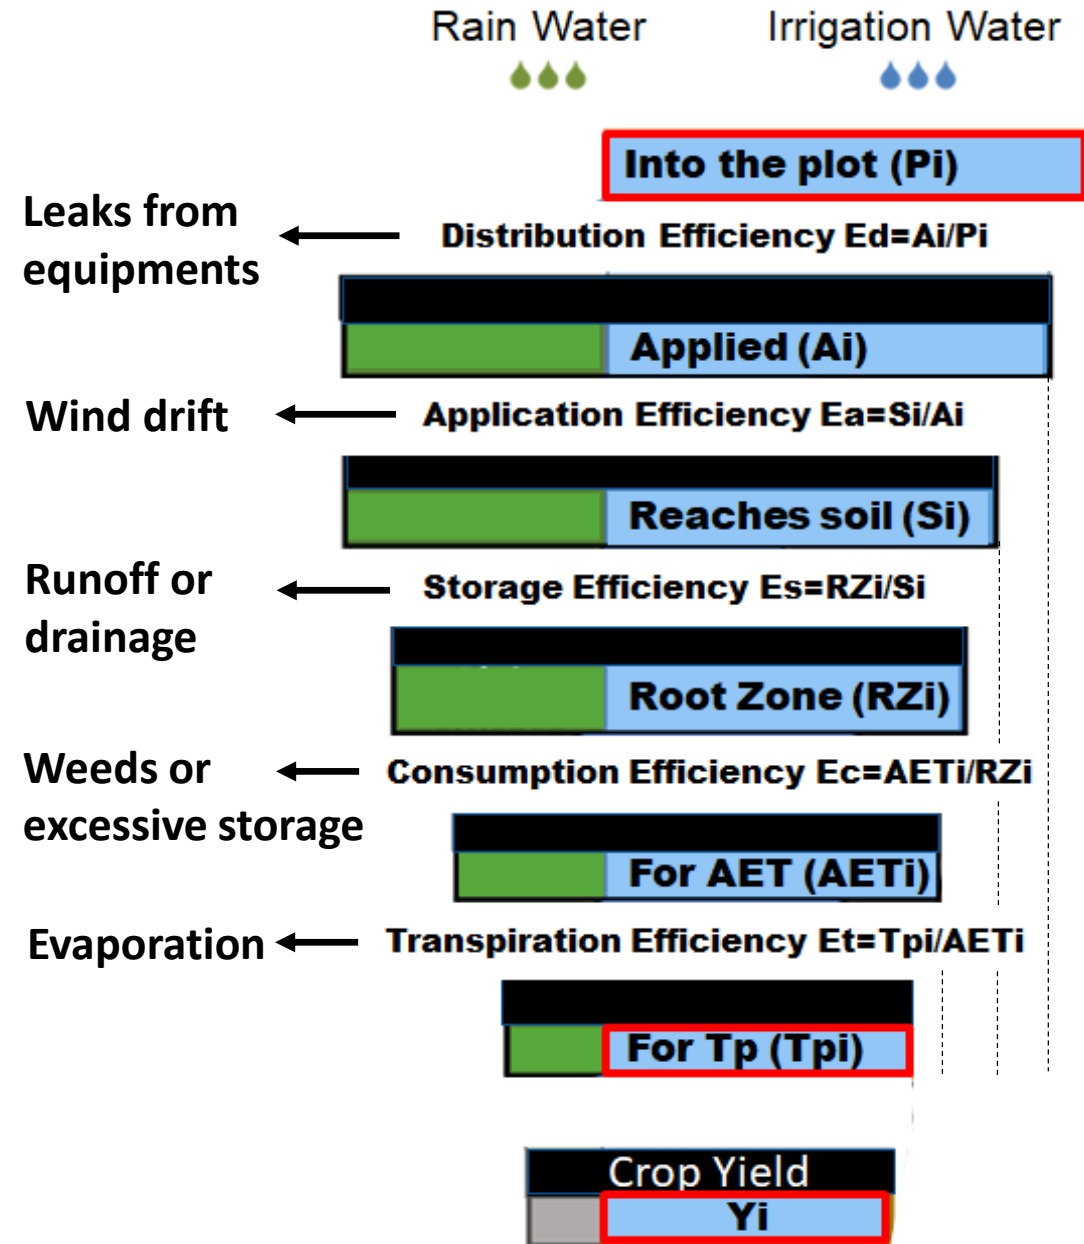 Rain Water
Irrigation Water
Into the plot (Pi)
Leaks from
equipments
Distribution Efficiency Ed=Ai/Pi
Applied (Ai)
Wind drift
Application Efficiency Ea=Si/Ai
Reaches soil (Si)
Runoff or
drainage
Storage Efficiency Es=RZi/Si
Root Zone (RZi)
Weeds or
excessive storage
Consumption Efficiency Ec=AETi/RZi
For AET (AETi)
Evaporation
Transpiration Efficiency Et=Tpi/AETi
For Tp (Tpi)
Crop Yield
Yi